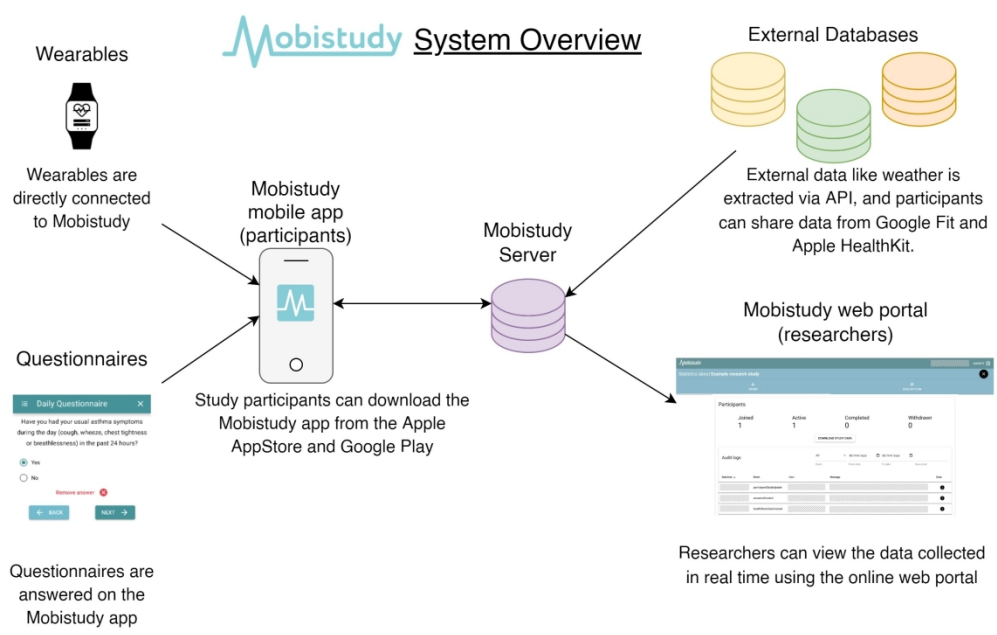 Mobistudy System Overview
Wearables
Wearables are
directly connected
to Mobistudy
External Databases
External data like weather is
extracted via API, and participants
can share data from Google Fit and
Apple HealthKit.
Mobistudy
mobile app
(participants)
Mobistudy
Server
Study participants can download the
Mobistudy app from the Apple
AppStore and Google Play
Questionnaires
Daily Questionnaire
Have you had your usual asthma symptoms
during the day (cough, wheeze, chest tightness
or breathlessness) in the past 24 hours?
Yes
No
Remove answer
BACK
NEXT
Questionnaires are
answered on the
Mobistudy app
Mobistudy web portal
(researchers)
Mobistudy
Participants
Joined Active Completed Withdrawn
1 1 0 0
DOWNLOAD STUDY DATA
Audit logs
Researchers can view the data collected
in real time using the online web portal